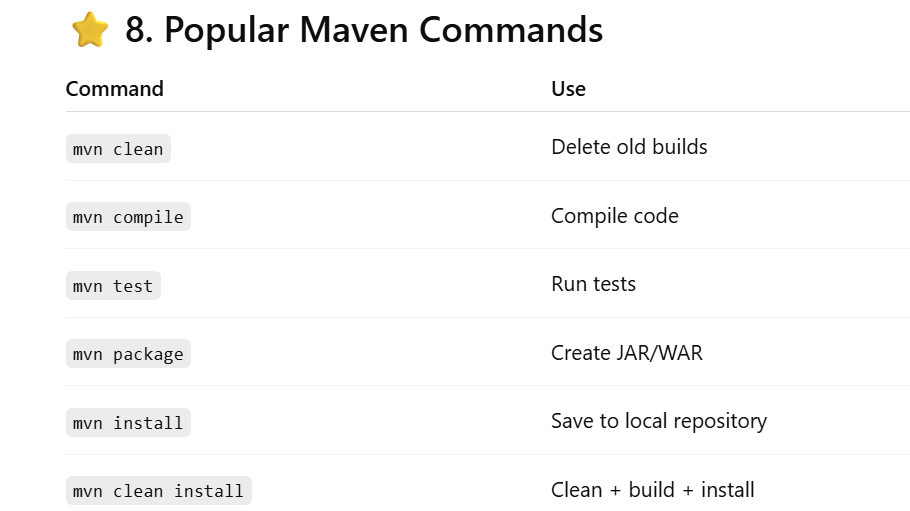 ⭐ 8. Popular Maven Commands
Command Use
mvn clean Delete old builds
mvn compile Compile code
mvn test Run tests
mvn package Create JAR/WAR
mvn install Save to local repository
mvn clean install Clean + build + install